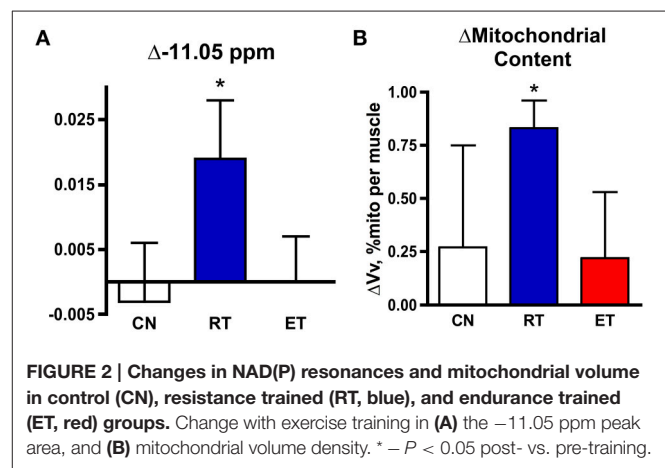 A
Δ-11.05 ppm
*
0.025
0.015
0.005
-0.005
CN RT ET
B
ΔMitochondrial
Content
*
ΔVv, %mito per muscle
1.00
0.75
0.50
0.25
0.00
CN RT ET
FIGURE 2 | Changes in NAD(P) resonances and mitochondrial volume
in control (CN), resistance trained (RT, blue), and endurance trained
(ET, red) groups. Change with exercise training in (A) the −11.05 ppm peak
area, and (B) mitochondrial volume density. * – P < 0.05 post- vs. pre-training.